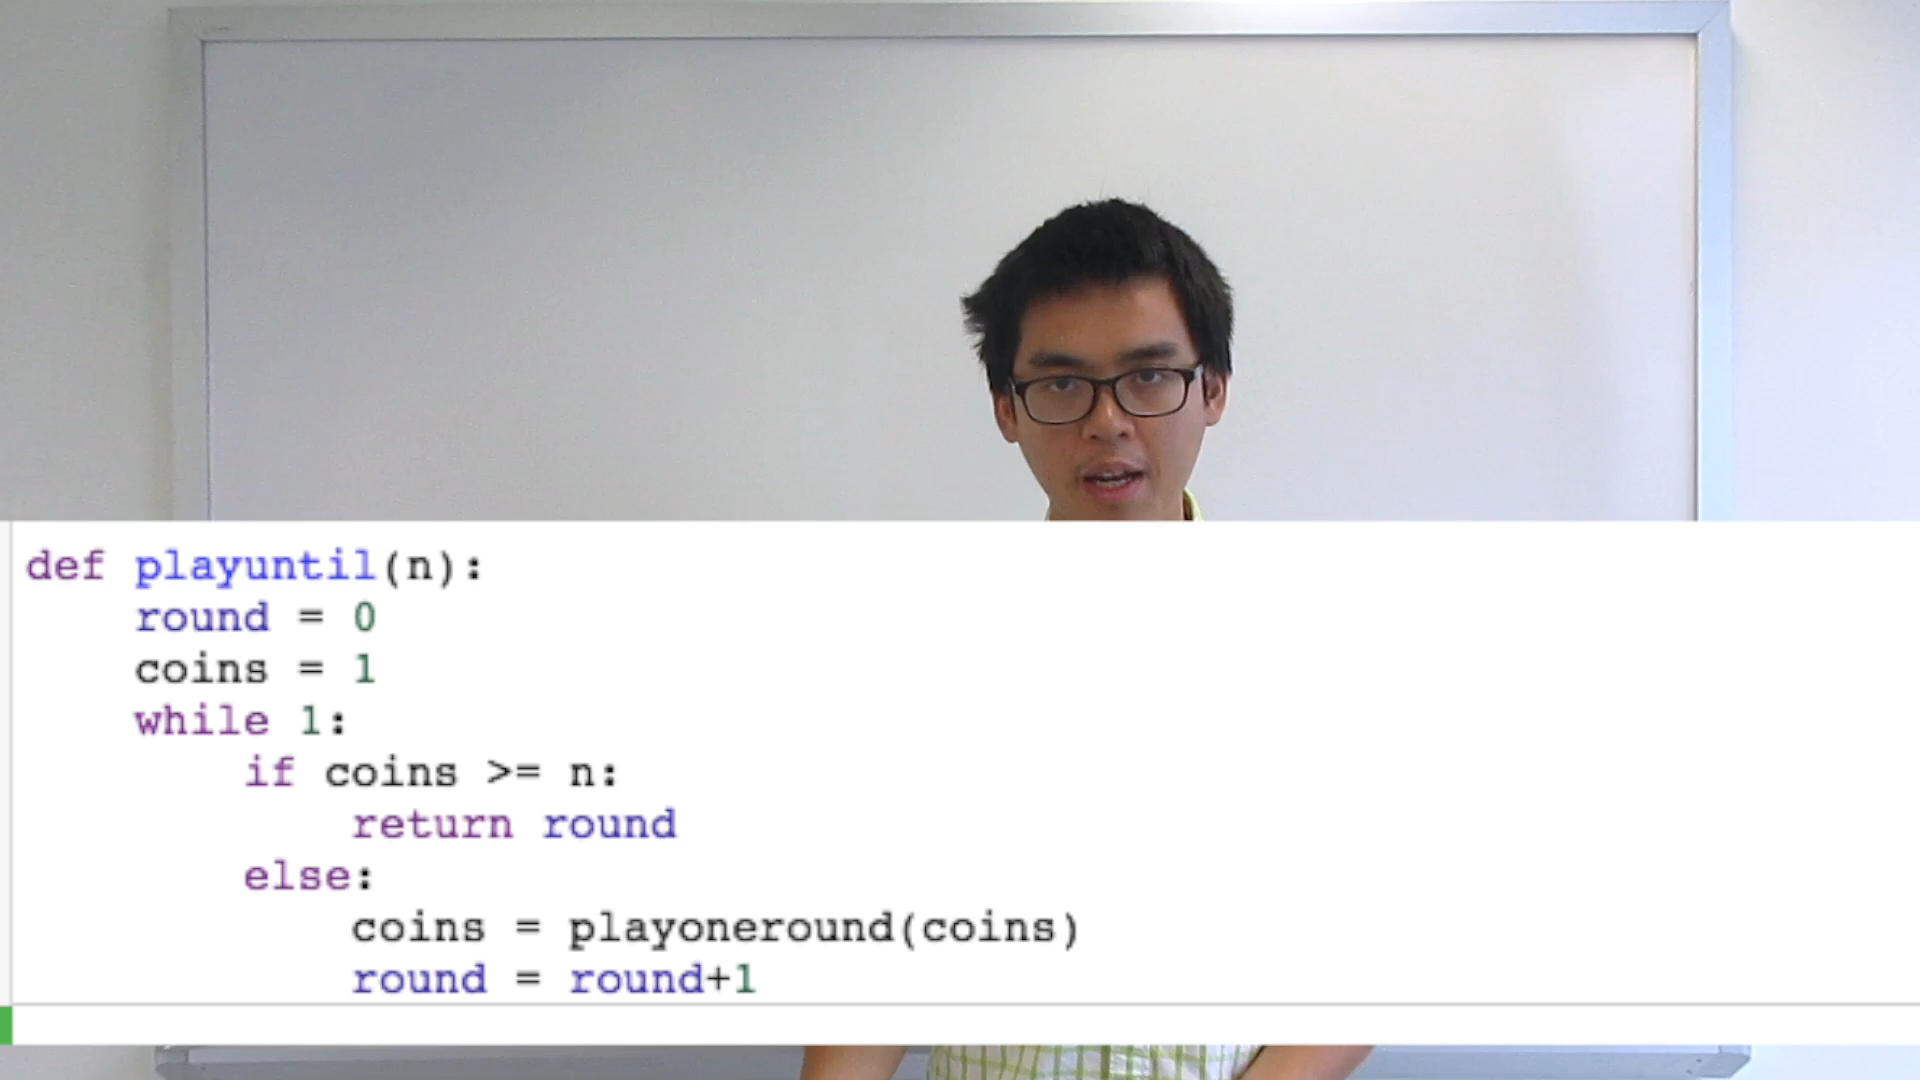 def playuntil(n):
    round = 0
    coins = 1
    while 1:
        if coins >= n:
            return round
        else:
            coins = playoneround(coins)
            round = round+1